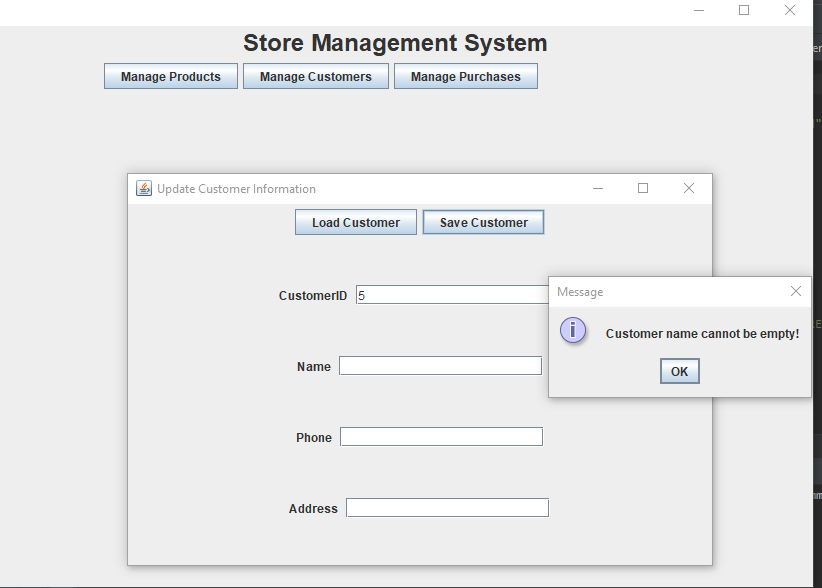 Store Management System
Manage Products Manage Customers Manage Purchases
Update Customer Information
Load Customer Save Customer
CustomerID 5
Message
Customer name cannot be empty!
OK
Name
Phone
Address